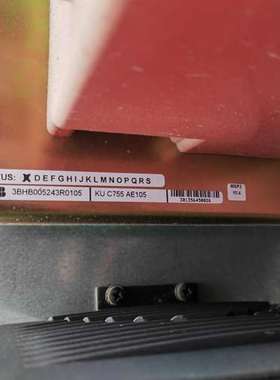 US: X D E F G H I J K L M N O P Q R S
3BHB005243R0105 KU C755 AE105